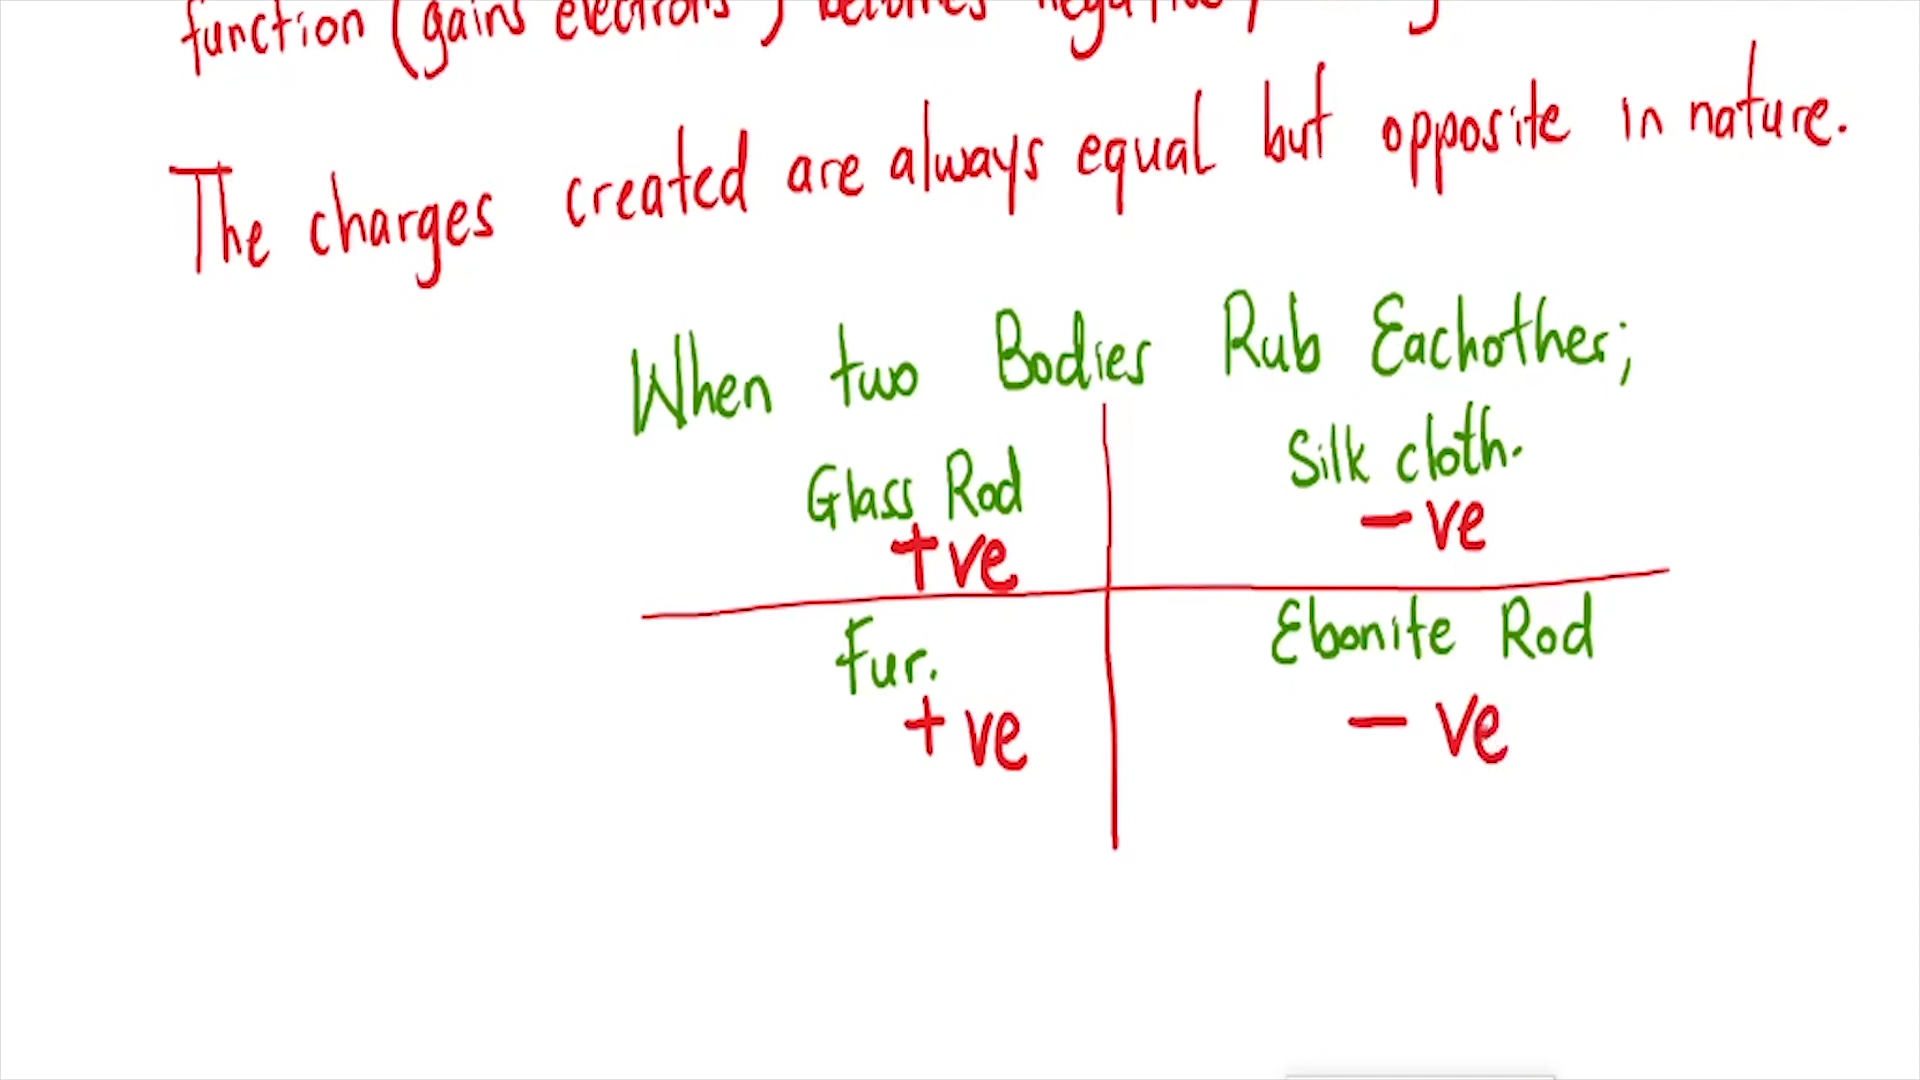 function (gains electrons) becomes
The charges created are always equal but opposite in nature.
When two Bodies Rub Eachother;
Glass Rod
+ve
Silk cloth.
-ve
Fur.
+ve
Ebonite Rod
- ve